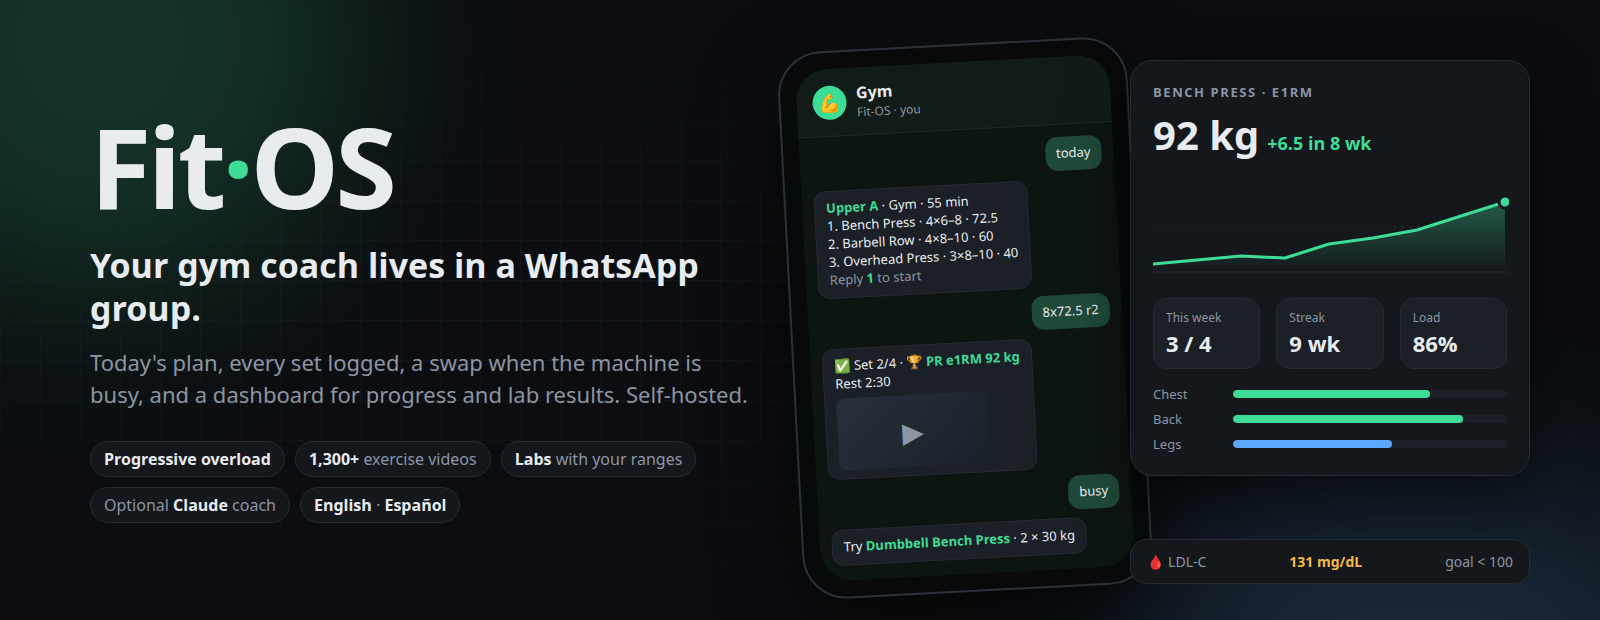 Fit·OS
Your gym coach lives in a WhatsApp
group.
Today's plan, every set logged, a swap when the machine is
busy, and a dashboard for progress and lab results. Self-hosted.
Progressive overload
1,300+ exercise videos
Labs with your ranges
Optional Claude coach
English · Español
Gym
Fit-OS · you
today
Upper A · Gym · 55 min
1. Bench Press · 4×6–8 · 72.5
2. Barbell Row · 4×8–10 · 60
3. Overhead Press · 3×8–10 · 40
Reply 1 to start
8x72.5 r2
✅ Set 2/4 · 🏆 PR e1RM 92 kg
Rest 2:30
busy
Try Dumbbell Bench Press · 2 × 30 kg
BENCH PRESS · E1RM
92 kg +6.5 in 8 wk
This week
3 / 4
Streak
9 wk
Load
86%
Chest
Back
Legs
🩸 LDL-C 131 mg/dL goal < 100